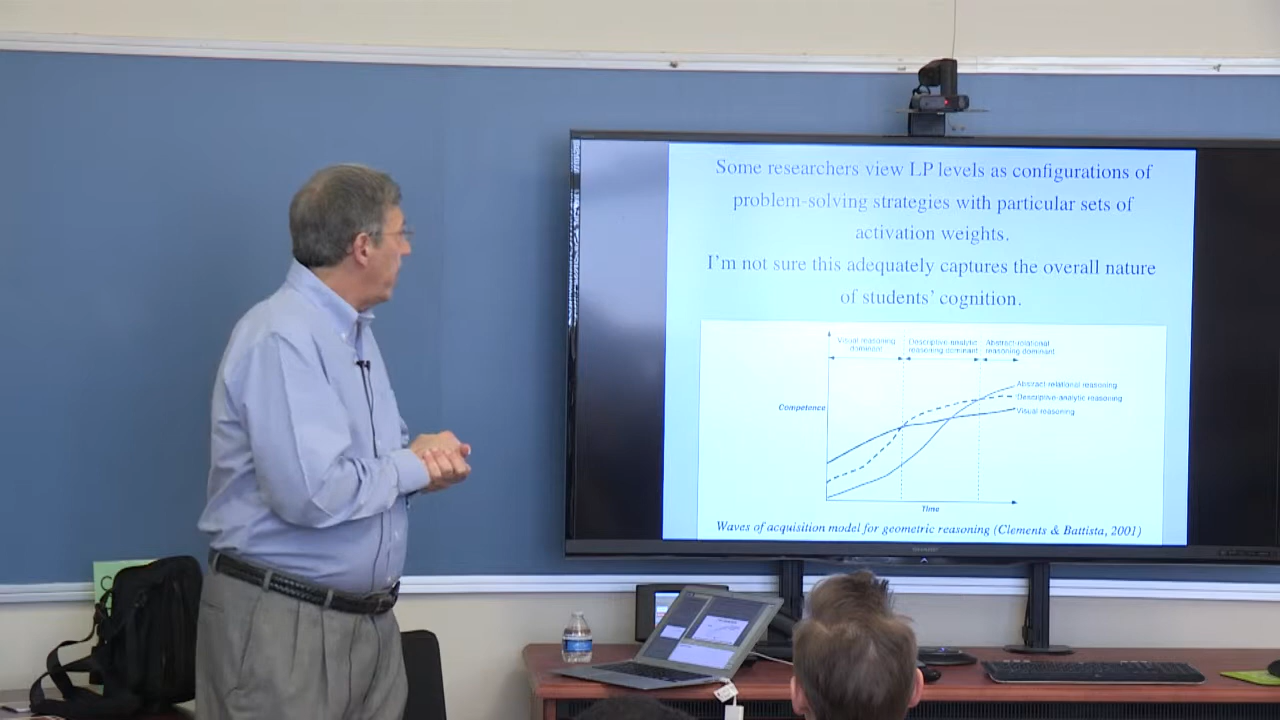 Some researchers view LP levels as configurations of
problem-solving strategies with particular sets of
activation weights.
I'm not sure this adequately captures the overall nature
of students' cognition.
Visual reasoning
dominant
Descriptive-analytic
reasoning dominant
Abstract-relational
reasoning dominant
Abstract-relational reasoning
Descriptive-analytic reasoning
Visual reasoning
Competence
Time
Waves of acquisition model for geometric reasoning (Clements & Battista, 2001)
SHARP